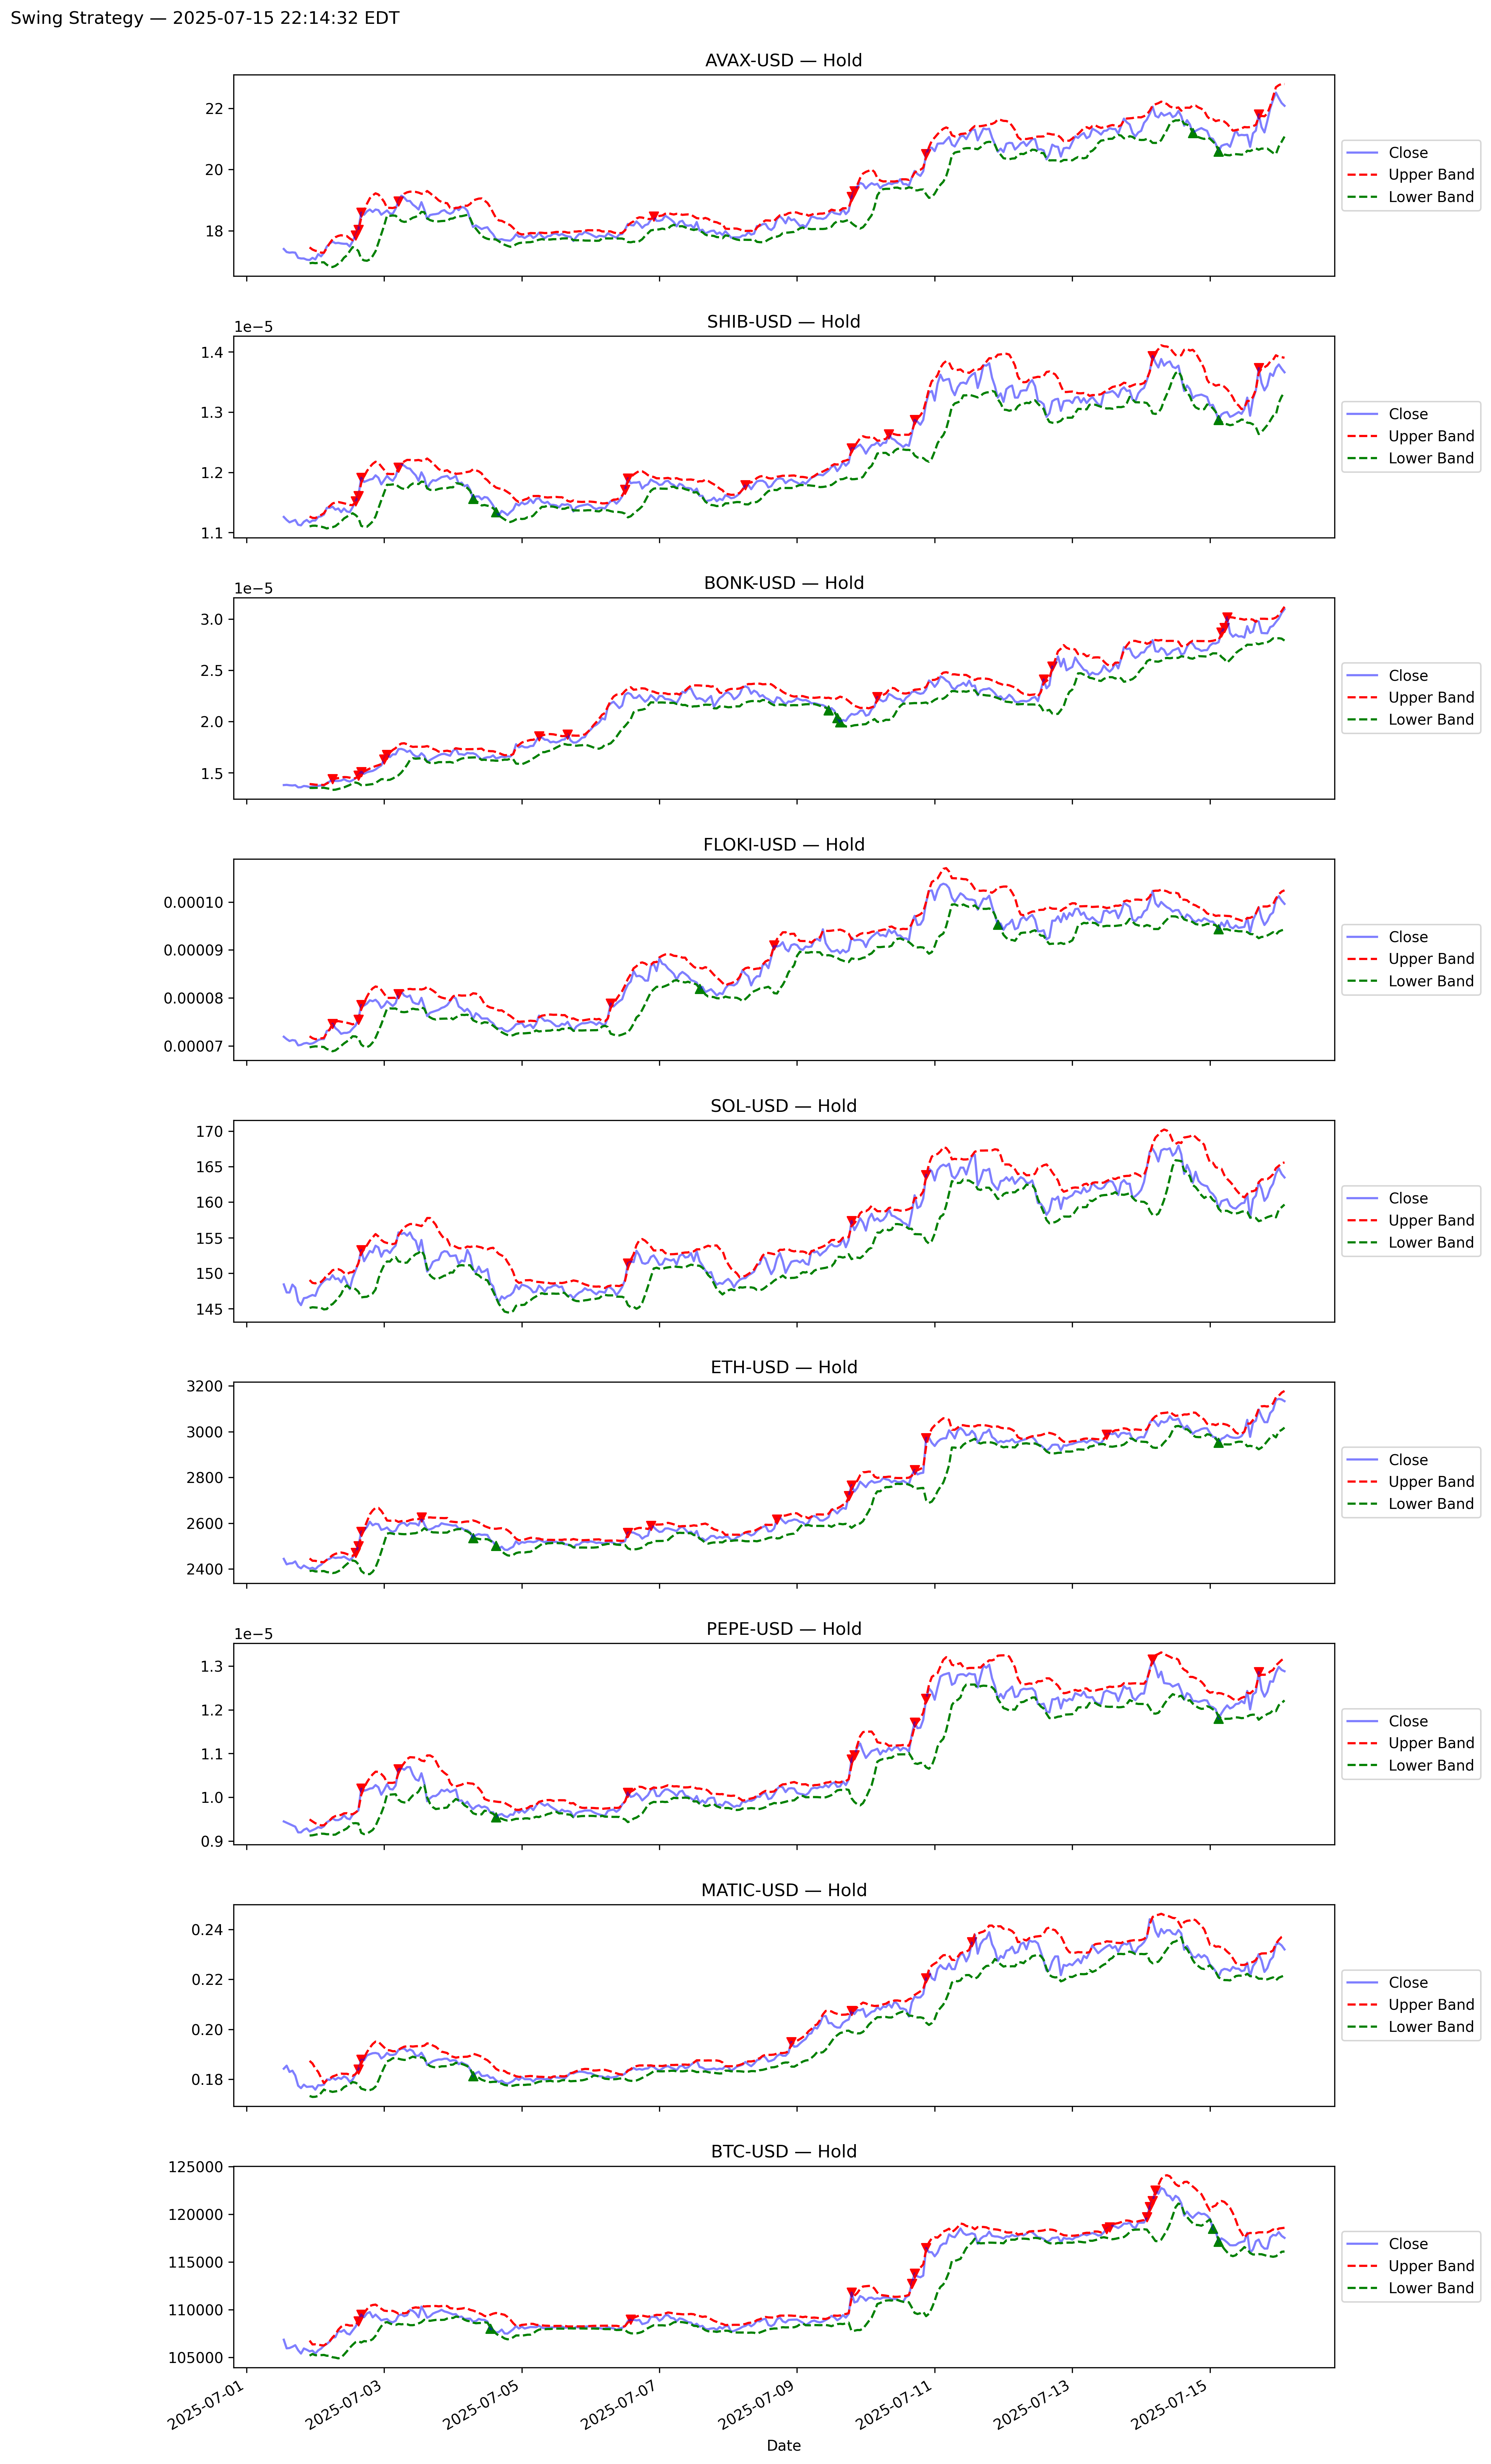 Swing Strategy — 2025-07-15 22:14:32 EDT
AVAX-USD — Hold
22
20
18
Close
Upper Band
Lower Band
SHIB-USD — Hold
1e−5
1.4
1.3
1.2
1.1
Close
Upper Band
Lower Band
BONK-USD — Hold
1e−5
3.0
2.5
2.0
1.5
Close
Upper Band
Lower Band
FLOKI-USD — Hold
0.00010
0.00009
0.00008
0.00007
Close
Upper Band
Lower Band
SOL-USD — Hold
170
165
160
155
150
145
Close
Upper Band
Lower Band
ETH-USD — Hold
3200
3000
2800
2600
2400
Close
Upper Band
Lower Band
PEPE-USD — Hold
1e−5
1.3
1.2
1.1
1.0
0.9
Close
Upper Band
Lower Band
MATIC-USD — Hold
0.24
0.22
0.20
0.18
Close
Upper Band
Lower Band
BTC-USD — Hold
125000
120000
115000
110000
105000
Close
Upper Band
Lower Band
2025-07-01
2025-07-03
2025-07-05
2025-07-07
2025-07-09
2025-07-11
2025-07-13
2025-07-15
Date